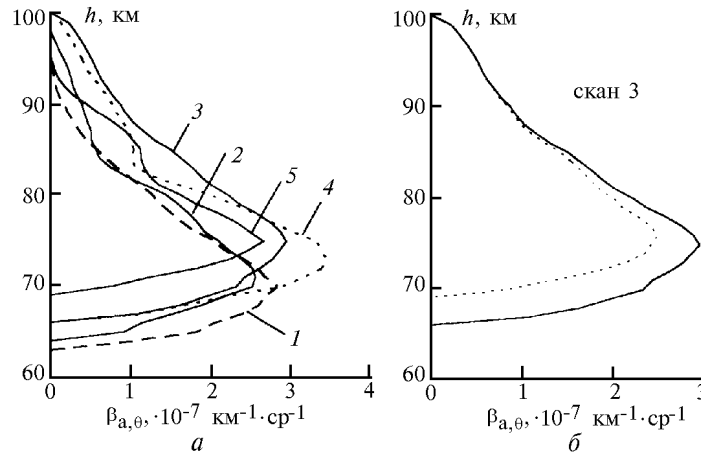 100 h, км
90
80
70
60
0 1 2 3 4
3
2
5
4
1
βa,θ, ·10-7 км-1·ср-1
а
100 h, км
скан 3
90
80
70
60
0 1 2 3
βa,θ, ·10-7 км-1·ср-1
б